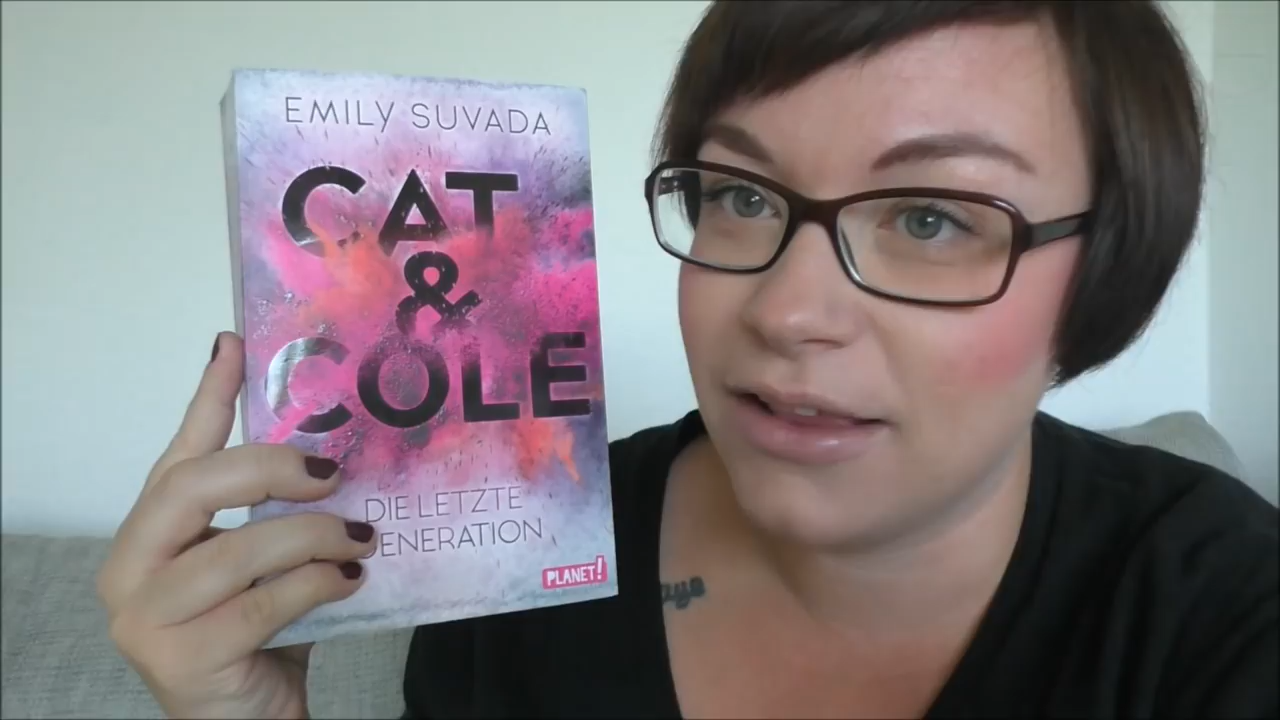 EMILY SUVADA
CAT
&
COLE
DIE LETZTE
GENERATION
PLANET!